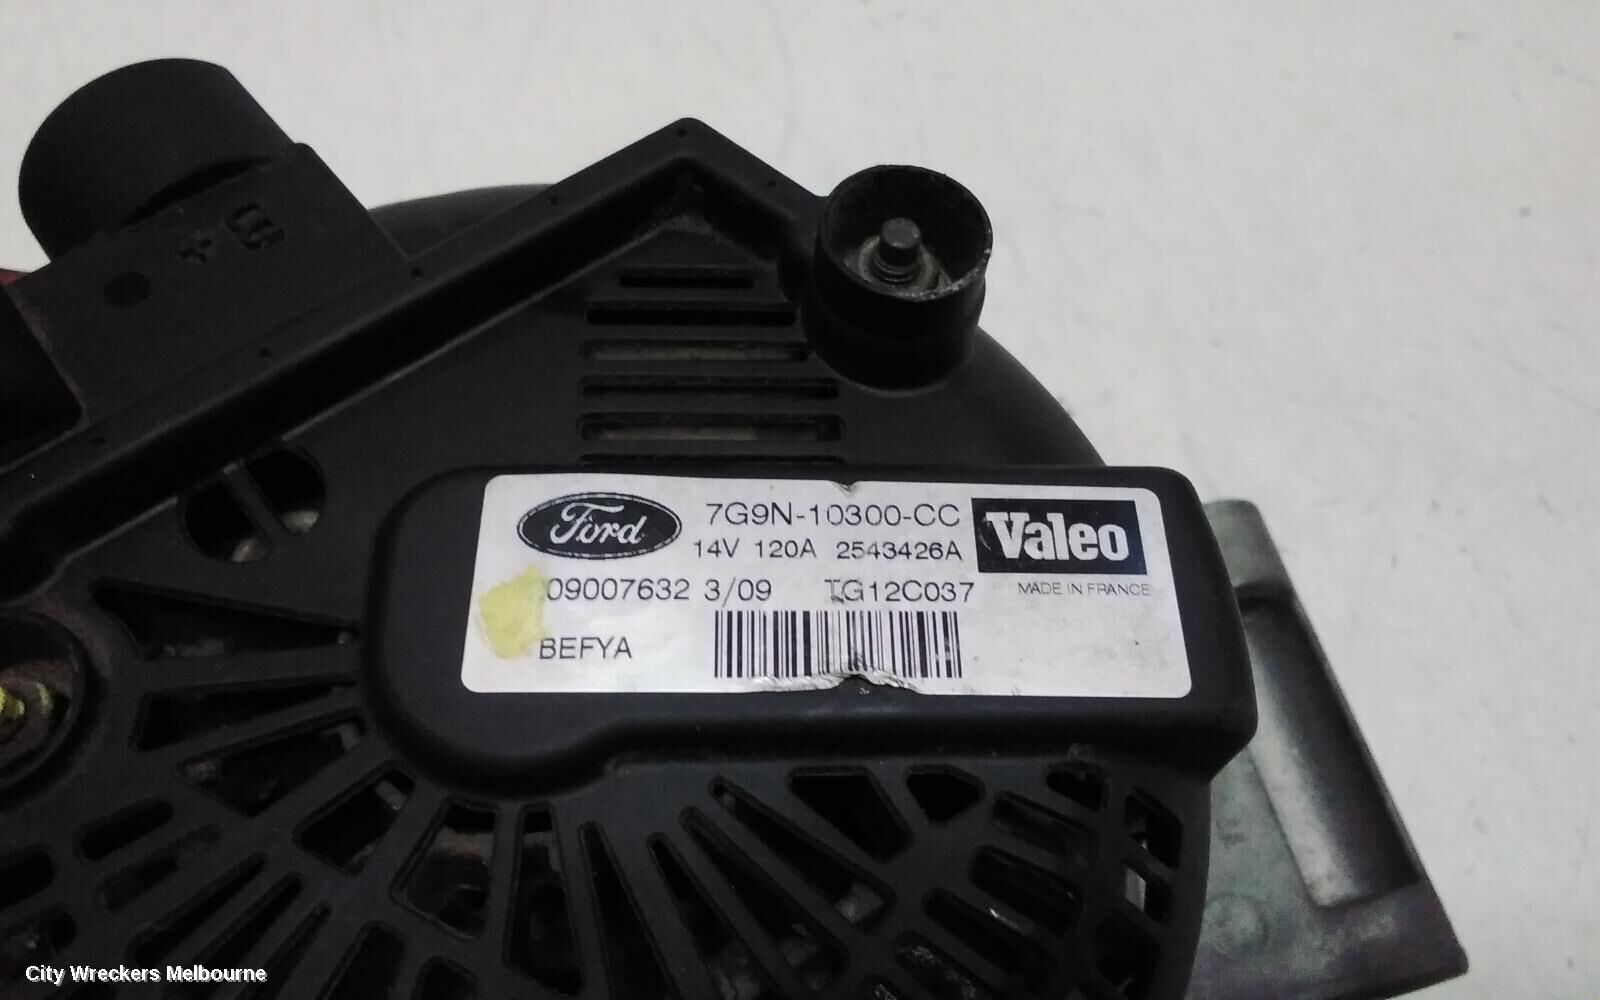 B+
Ford 7G9N-10300-CC Valeo
14V 120A 2543426A
09007632 3/09 TG12C037 MADE IN FRANCE
BEFYA
City Wreckers Melbourne